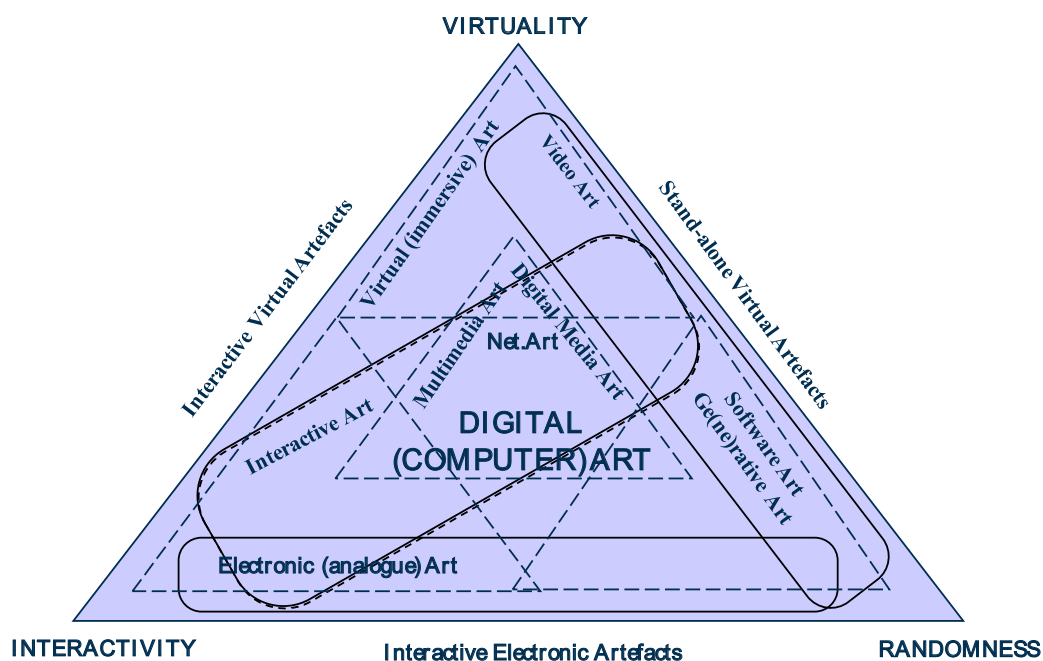 VIRTUALITY
Virtual (immersive) Art
Vídeo Art
Interactive Virtual Artefacts
Stand-alone Virtual Artefacts
Multimedia Art
Digital Media Art
Net.Art
Interactive Art
DIGITAL
(COMPUTER) ART
Software Art
Ge(ne)rative Art
Electronic (analogue) Art
INTERACTIVITY
Interactive Electronic Artefacts
RANDOMNESS